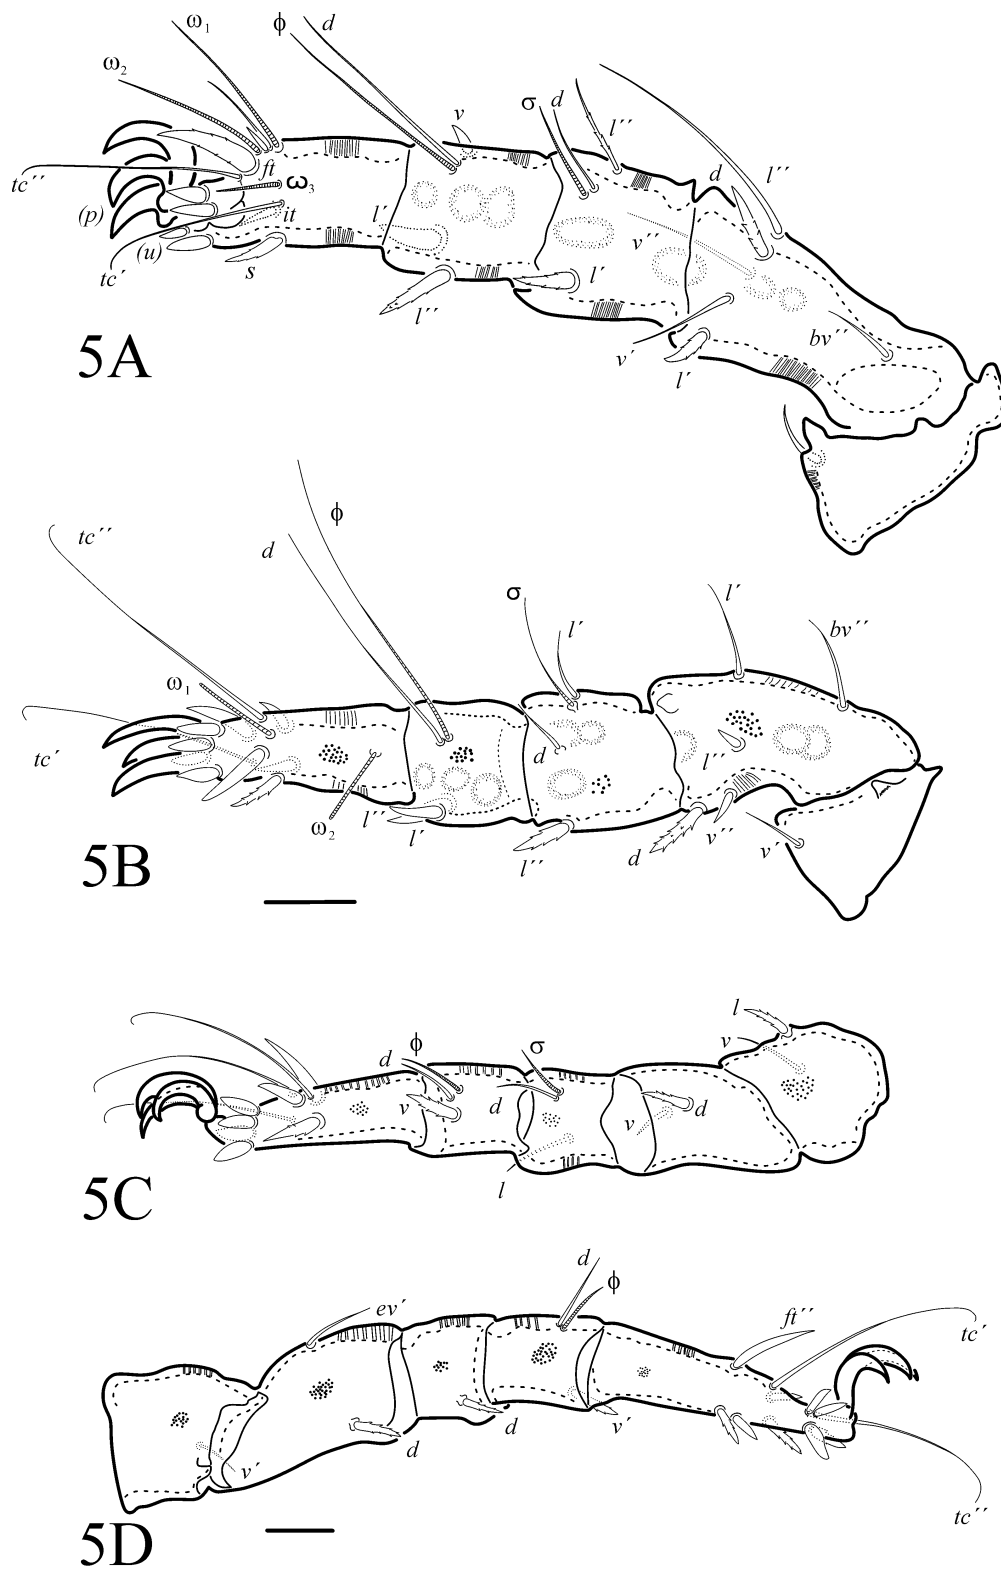 ω₁
ω₂
ϕ d
v
σ d l´´
d l´´
tc´´
ft
ω₃
(p)
it
l´
v´´
(u)
tc´
s
l´´
l´
v´
l´
bv´´
5A
tc´´
d
ϕ
σ
l´
l´
bv´´
ω₁
tc´
d
l´´
ω₂
l´´
l´
l´´
d
v´´
v´
5B
l
v
ϕ
d
σ
v
d
v
d
l
5C
d
ϕ
ev´
ft´´
tc´
d
d
v´
v´
tc´´
5D